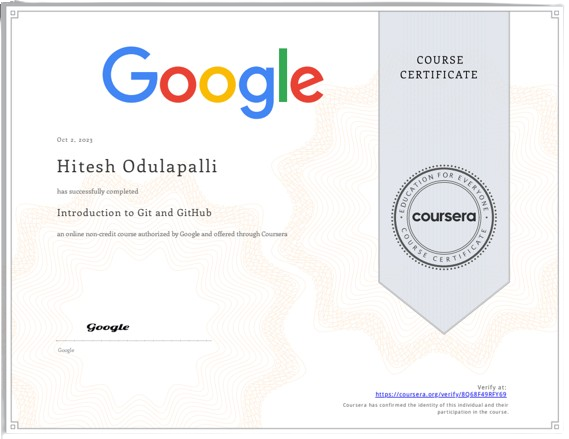 Google
COURSE
CERTIFICATE
Oct 2, 2023
Hitesh Odulapalli
has successfully completed
Introduction to Git and GitHub
an online non-credit course authorized by Google and offered through Coursera
EDUCATION FOR EVERYONE
coursera
COURSE CERTIFICATE
Google
Google
Verify at:
https://coursera.org/verify/8Q68F49RFY69
Coursera has confirmed the identity of this individual and their
participation in the course.